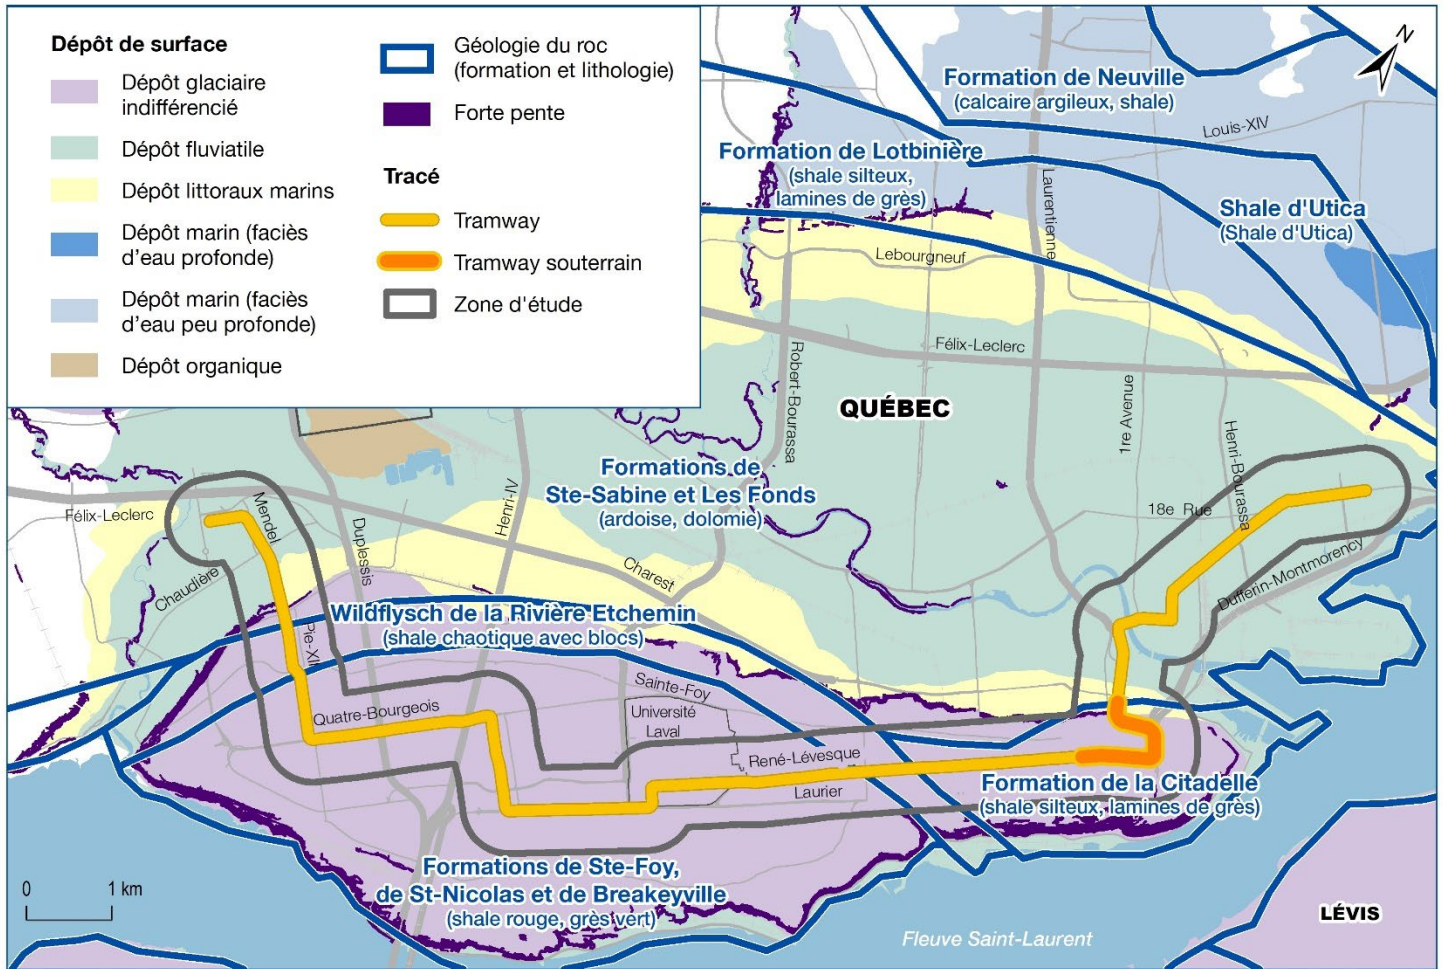 Dépôt de surface
Dépôt glaciaire
indifférencié
Dépôt fluviatile
Dépôt littoraux marins
Dépôt marin (faciès
d'eau profonde)
Dépôt marin (faciès
d'eau peu profonde)
Dépôt organique
Géologie du roc
(formation et lithologie)
Forte pente
Tracé
Tramway
Tramway souterrain
Zone d'étude
N
Formation de Neuville
(calcaire argileux, shale)
Louis-XIV
Formation de Lotbinière
(shale silteux,
lamines de grès)
Laurentienne
Shale d'Utica
(Shale d'Utica)
Lebourgneuf
Félix-Leclerc
Robert-Bourassa
QUÉBEC
1re Avenue
Henri-Bourassa
Formations de
Ste-Sabine et Les Fonds
(ardoise, dolomie)
Félix-Leclerc
Mendel
Duplessis
Henri-IV
18e Rue
Dufferin-Montmorency
Chaudière
Charest
Wildflysch de la Rivière Etchemin
(shale chaotique avec blocs)
Pie-XII
Sainte-Foy
Quatre-Bourgeois
Université
Laval
René-Lévesque
Laurier
Formation de la Citadelle
(shale silteux, lamines de grès)
Formations de Ste-Foy,
de St-Nicolas et de Breakeyville
(shale rouge, grès vert)
0 1 km
LÉVIS
Fleuve Saint-Laurent